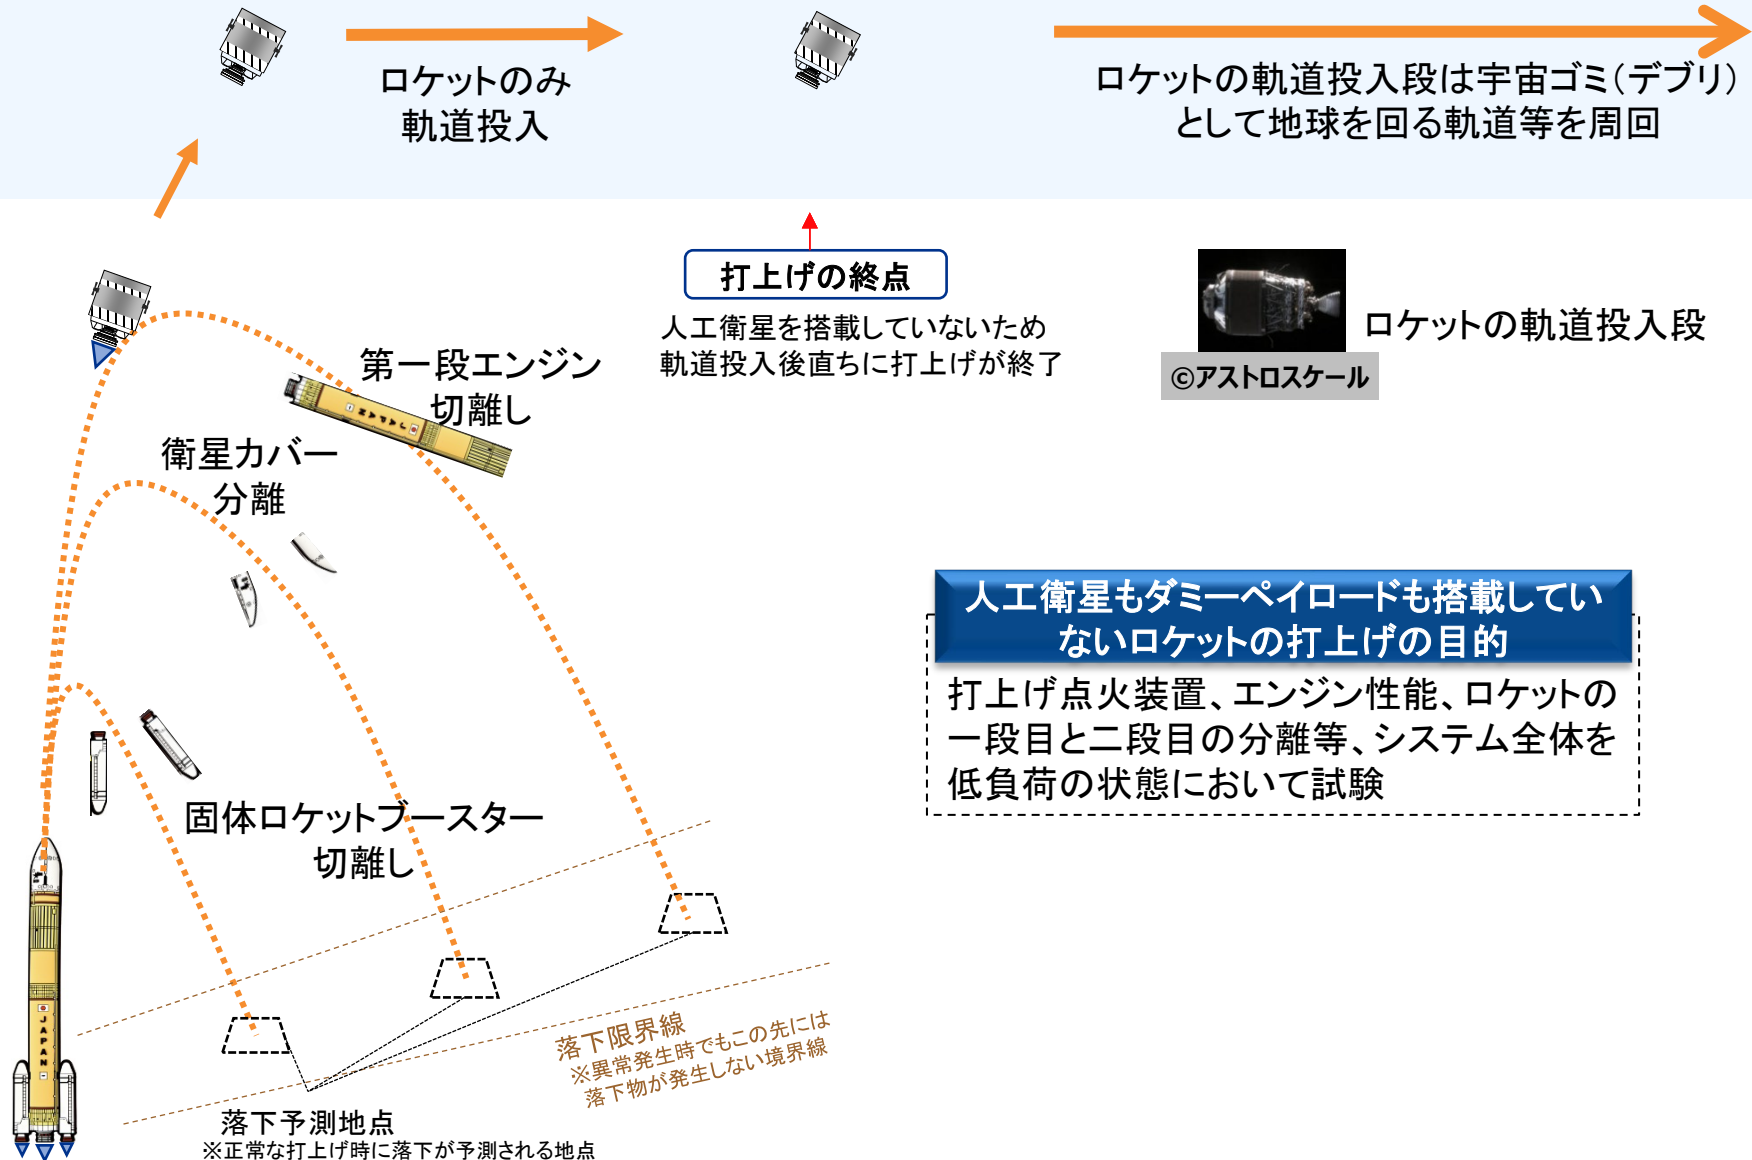 ロケットのみ
軌道投入
ロケットの軌道投入段は宇宙ゴミ(デブリ)
として地球を回る軌道等を周回
打上げの終点
人工衛星を搭載していないため
軌道投入後直ちに打上げが終了
ロケットの軌道投入段
©アストロスケール
第一段エンジン
切離し
JAPAN
衛星カバー
分離
人工衛星もダミーペイロードも搭載してい
ないロケットの打上げの目的
打上げ点火装置、エンジン性能、ロケットの
一段目と二段目の分離等、システム全体を
低負荷の状態において試験
固体ロケットブースター
切離し
JAPAN
落下限界線
※異常発生時でもこの先には
落下物が発生しない境界線
落下予測地点
※正常な打上げ時に落下が予測される地点